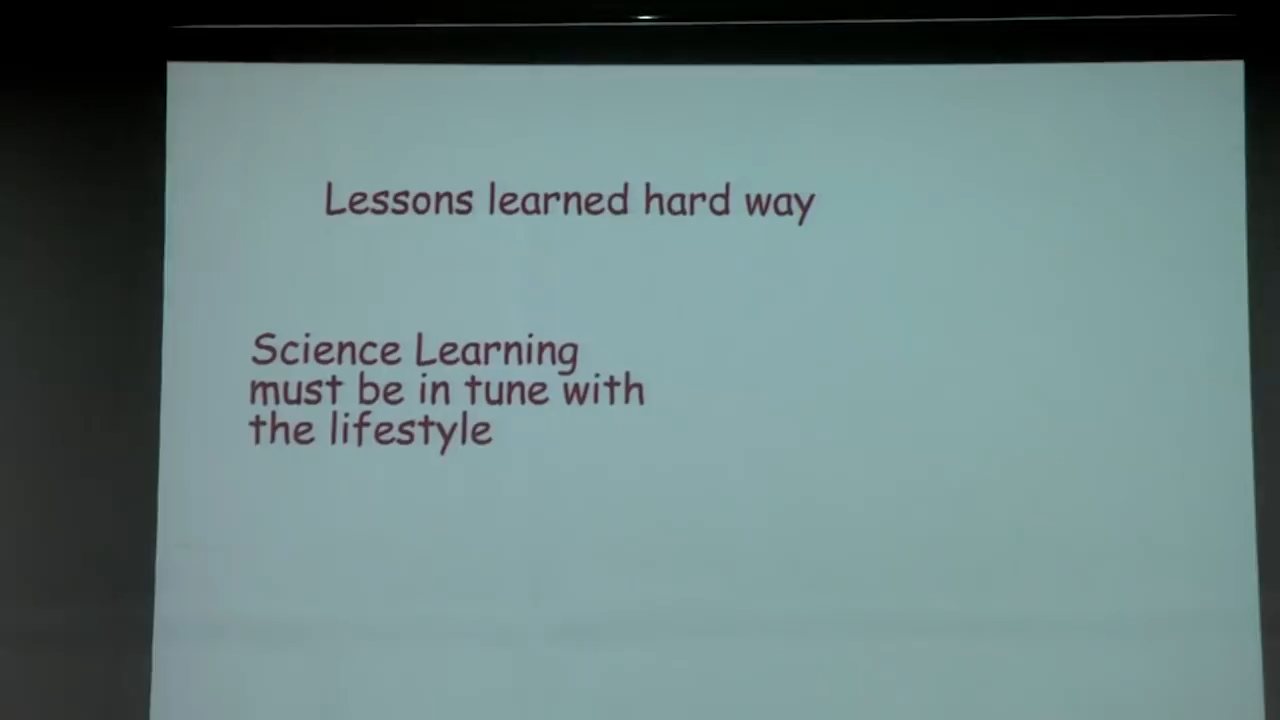 Lessons learned hard way
Science Learning
must be in tune with
the lifestyle